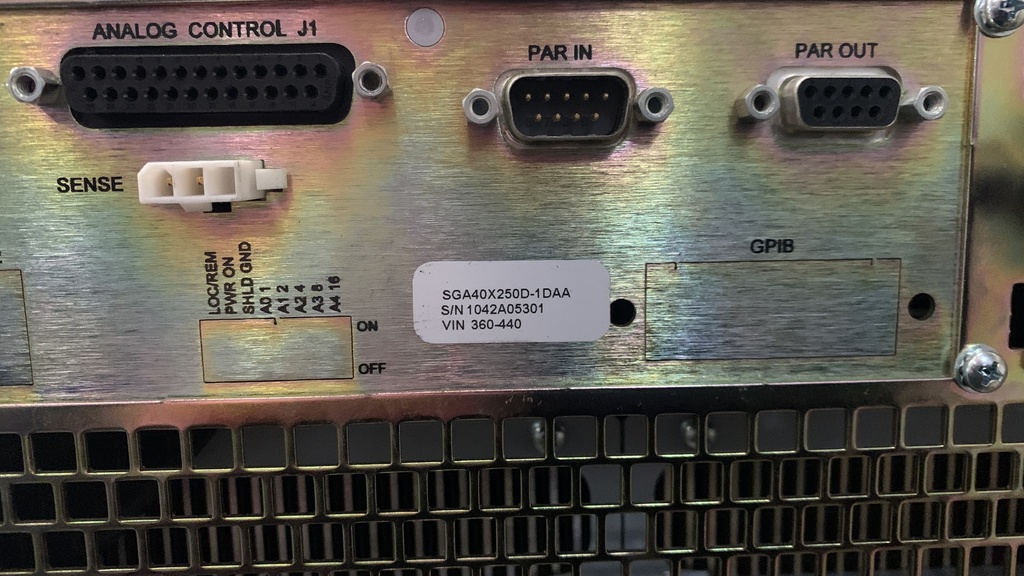 ANALOG CONTROL J1
PAR IN
PAR OUT
SENSE
GPIB
LOC/REM
PWR ON
SHLD GND
A0 1
A1 2
A2 4
A3 8
A4 16
ON
OFF
SGA40X250D-1DAA
S/N 1042A05301
VIN 360-440